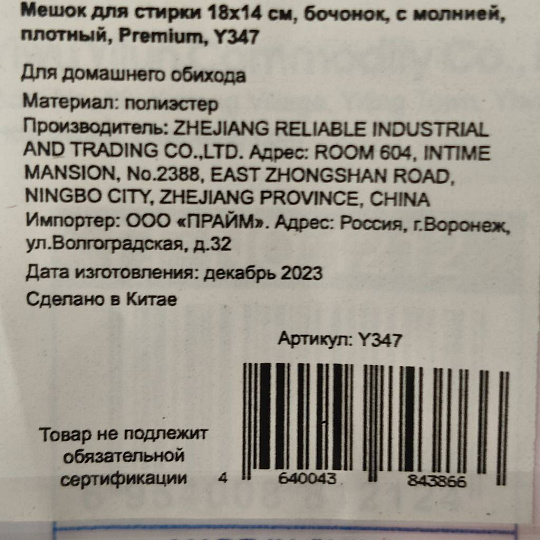 Мешок для стирки 18х14 см, бочонок, с молнией,
плотный, Premium, Y347
Для домашнего обихода
Материал: полиэстер
Производитель: ZHEJIANG RELIABLE INDUSTRIAL
AND TRADING CO.,LTD. Адрес: ROOM 604, INTIME
MANSION, No.2388, EAST ZHONGSHAN ROAD,
NINGBO CITY, ZHEJIANG PROVINCE, CHINA
Импортер: ООО «ПРАЙМ». Адрес: Россия, г.Воронеж,
ул.Волгоградская, д.32
Дата изготовления: декабрь 2023
Сделано в Китае
Артикул: Y347
Товар не подлежит
обязательной
сертификации
4 640043 843866